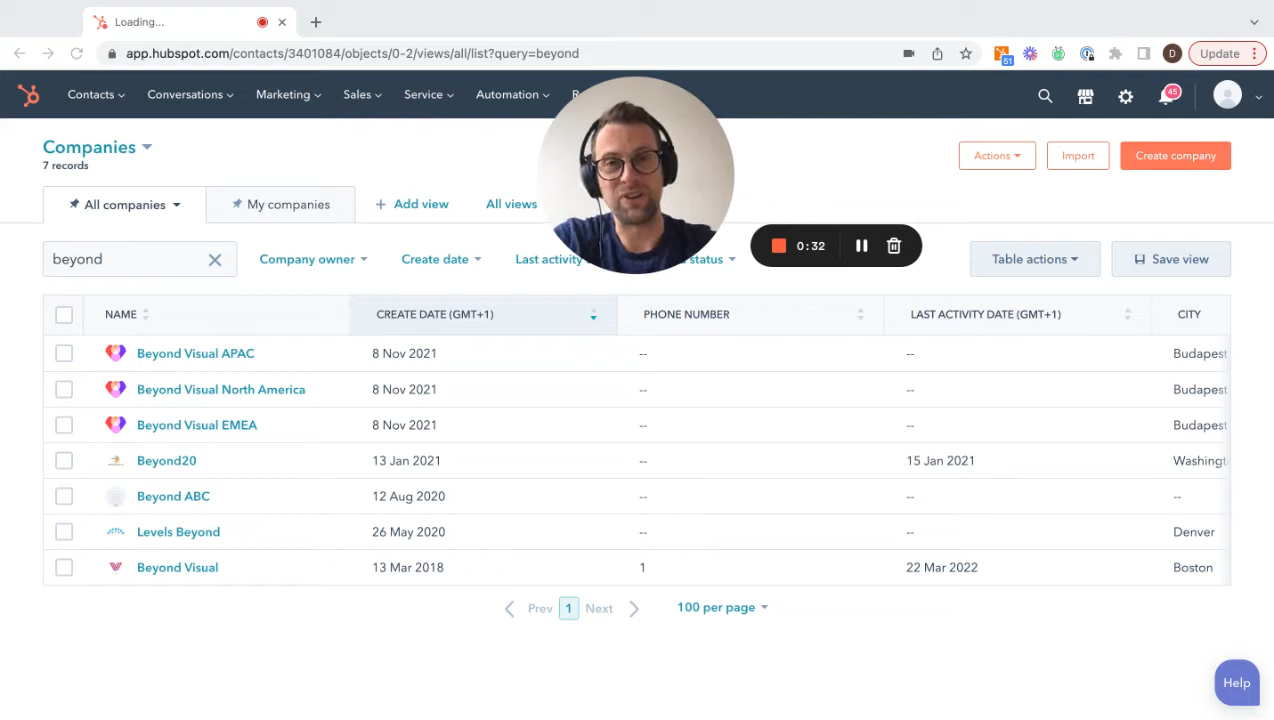 Loading...
app.hubspot.com/contacts/3401084/objects/0-2/views/all/list?query=beyond
51
D
Update
Contacts
Conversations
Marketing
Sales
Service
Automation
45
Companies
7 records
Actions
Import
Create company
All companies
My companies
+ Add view
All views
0:32
beyond
Company owner
Create date
Last activity
status
Table actions
Save view
NAME
CREATE DATE (GMT+1)
PHONE NUMBER
LAST ACTIVITY DATE (GMT+1)
CITY
Beyond Visual APAC 8 Nov 2021 -- -- Budapest
Beyond Visual North America 8 Nov 2021 -- -- Budapest
Beyond Visual EMEA 8 Nov 2021 -- -- Budapest
Beyond20 13 Jan 2021 -- 15 Jan 2021 Washingt
Beyond ABC 12 Aug 2020 -- -- --
Levels Beyond 26 May 2020 -- -- Denver
Beyond Visual 13 Mar 2018 1 22 Mar 2022 Boston
Prev 1 Next
100 per page
Help